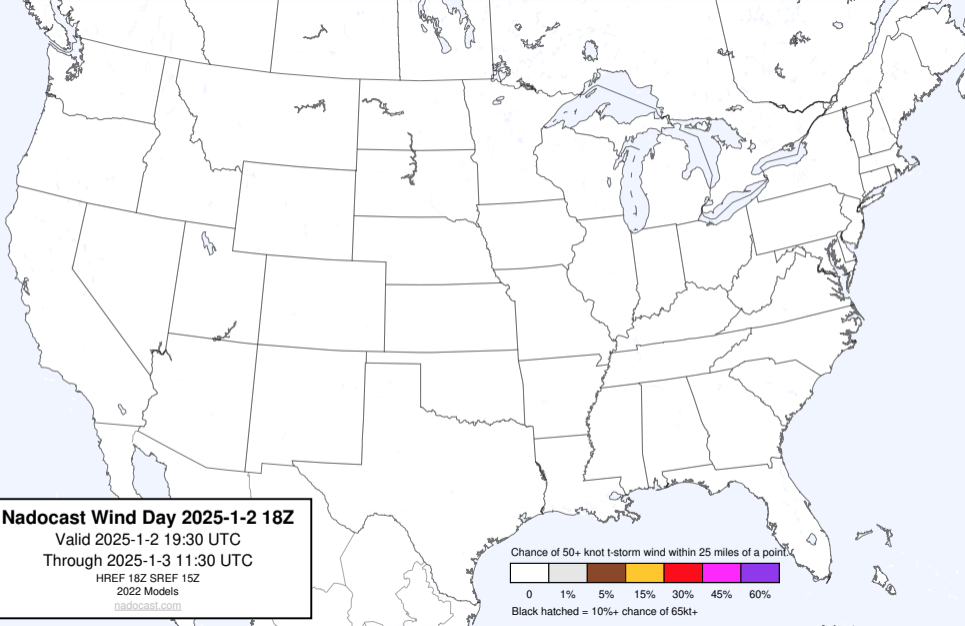 Nadocast Wind Day 2025-1-2 18Z
Valid 2025-1-2 19:30 UTC
Through 2025-1-3 11:30 UTC
HREF 18Z SREF 15Z
2022 Models
nadocast.com
Chance of 50+ knot t-storm wind within 25 miles of a point.
0 1% 5% 15% 30% 45% 60%
Black hatched = 10%+ chance of 65kt+